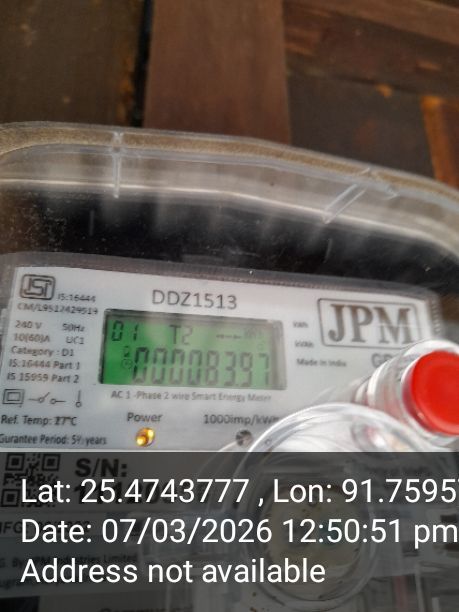 IS:16444
CM/L9512429519
DDZ1513
240 V 50Hz
10(60)A UC1
Category : D1
IS:16444 Part 1
IS 15959 Part 2
01 T2
00008397
kWh
kVAh
JPM
Made in India
AC 1-Phase 2 wire Smart Energy Meter
Ref. Temp: 27°C
Power
1000imp/kWh
Gurantee Period: 5½ years
S/N:
Lat: 25.4743777 , Lon: 91.7595
Date: 07/03/2026 12:50:51 pm
Address not available